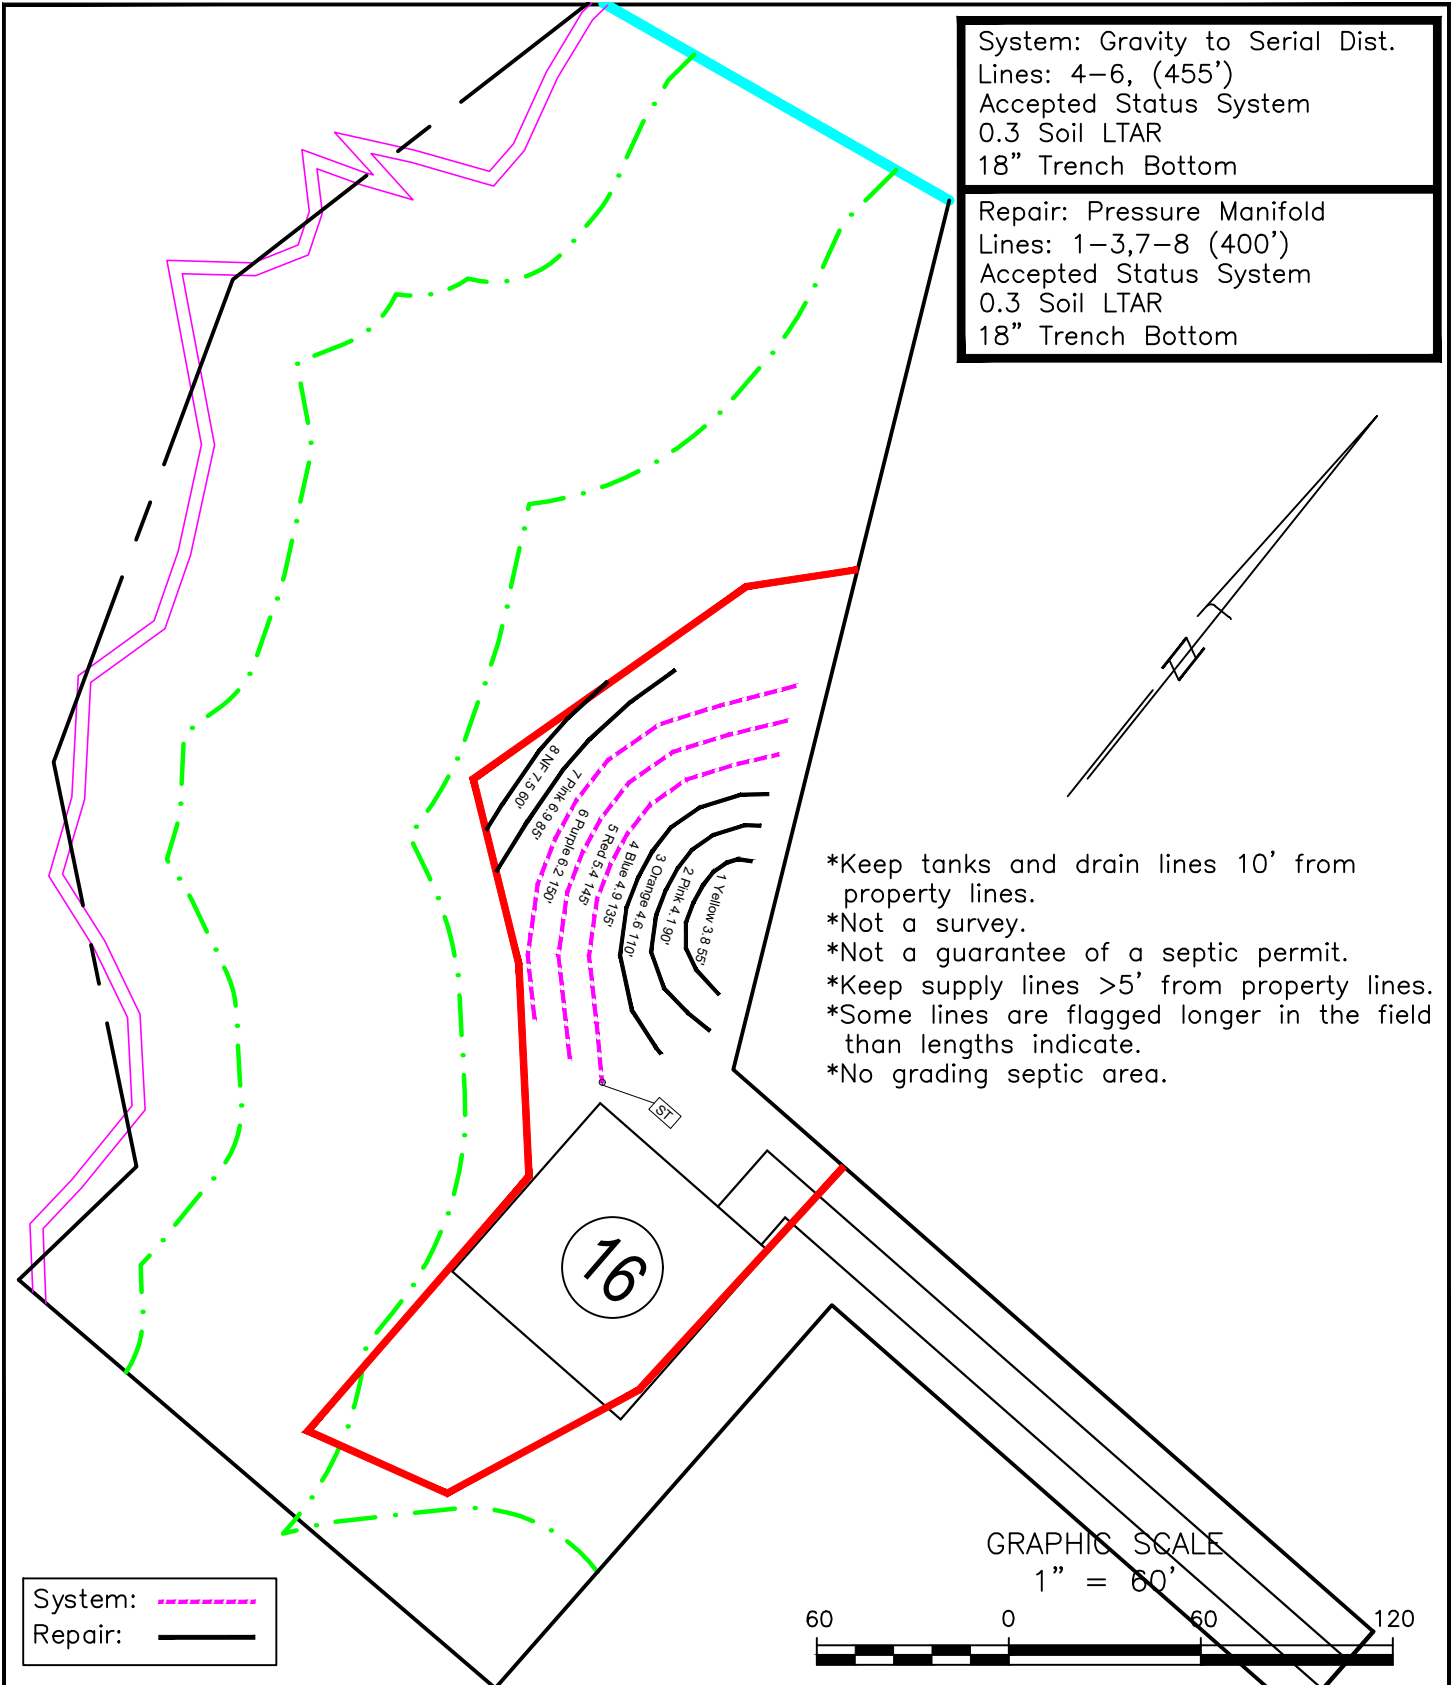 System: Gravity to Serial Dist.
Lines: 4-6, (455')
Accepted Status System
0.3 Soil LTAR
18" Trench Bottom
Repair: Pressure Manifold
Lines: 1-3,7-8 (400')
Accepted Status System
0.3 Soil LTAR
18" Trench Bottom
N
8 NF 7.5 60'
7 Pink 6.9 85'
6 Purple 6.2 150'
5 Red 5.4 145'
4 Blue 4.9 135'
3 Orange 4.6 110'
2 Pink 4.1 90'
1 Yellow 3.8 55'
*Keep tanks and drain lines 10' from
property lines.
*Not a survey.
*Not a guarantee of a septic permit.
*Keep supply lines >5' from property lines.
*Some lines are flagged longer in the field
than lengths indicate.
*No grading septic area.
ST
16
GRAPHIC SCALE
1" = 60'
60 0 60 120
System:
Repair: